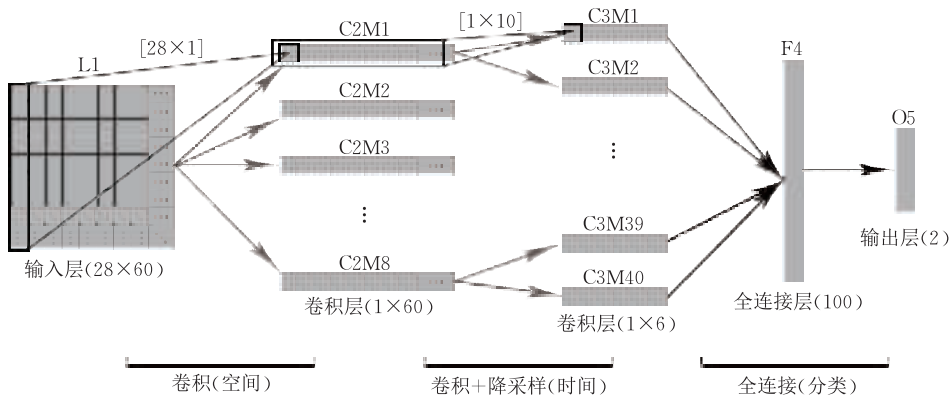 L1
[28×1]
C2M1
[1×10]
C3M1
C2M2
C3M2
F4
C2M3
O5
⋮
⋮
C3M39
输出层(2)
输入层(28×60)
C2M8
C3M40
卷积层(1×60)
卷积层(1×6)
全连接层(100)
卷积(空间)
卷积+降采样(时间)
全连接(分类)